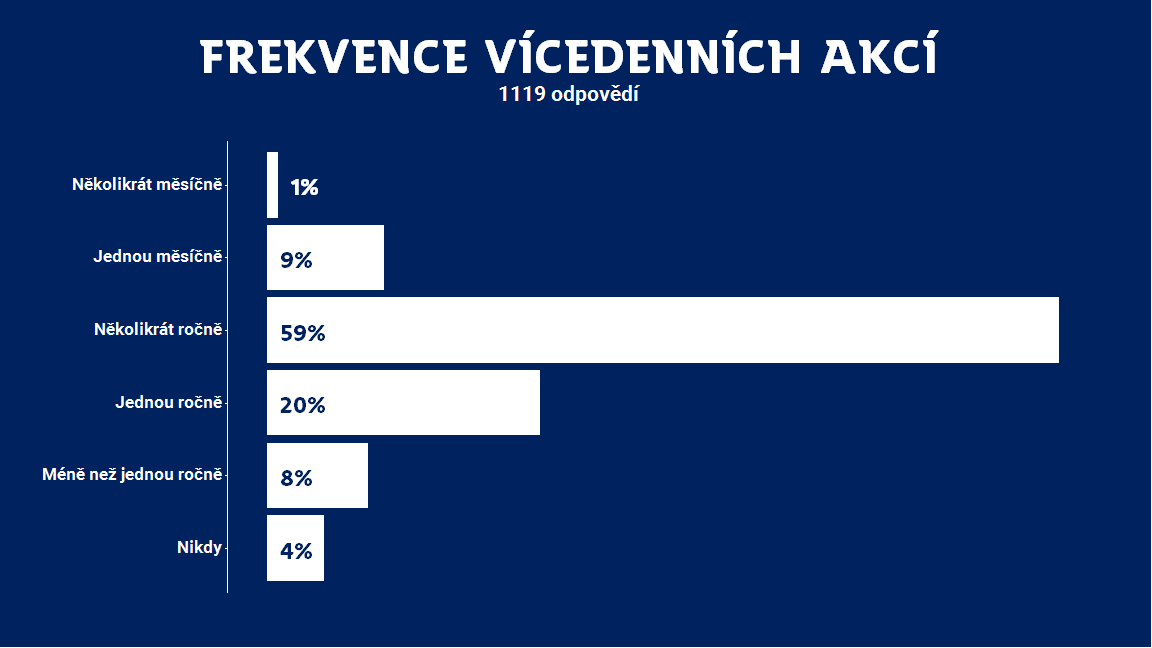 FREKVENCE VÍCEDENNÍCH AKCÍ
1119 odpovědí
Několikrát měsíčně 1%
Jednou měsíčně 9%
Několikrát ročně 59%
Jednou ročně 20%
Méně než jednou ročně 8%
Nikdy 4%